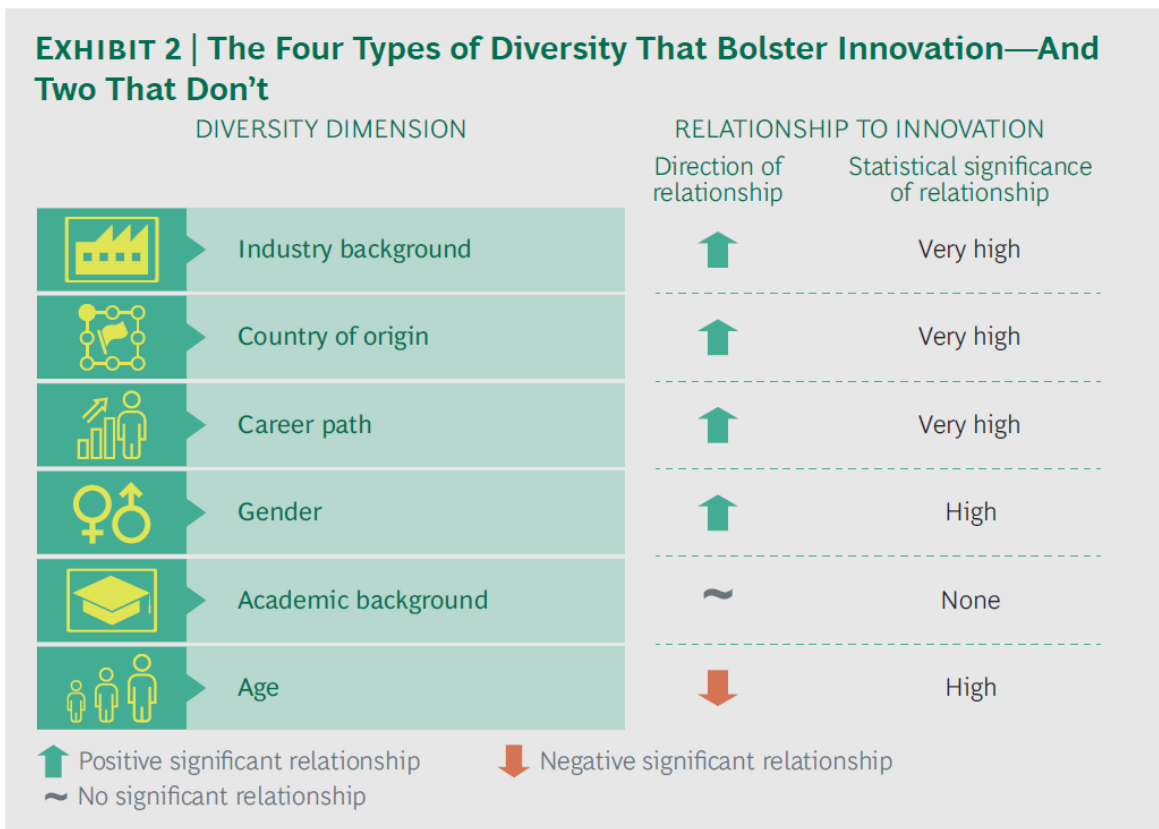 EXHIBIT 2 | The Four Types of Diversity That Bolster Innovation—And
Two That Don't
DIVERSITY DIMENSION
RELATIONSHIP TO INNOVATION
Direction of
relationship
Statistical significance
of relationship
Industry background
Very high
Country of origin
Very high
Career path
Very high
Gender
High
Academic background
~
None
Age
High
Positive significant relationship
Negative significant relationship
~ No significant relationship